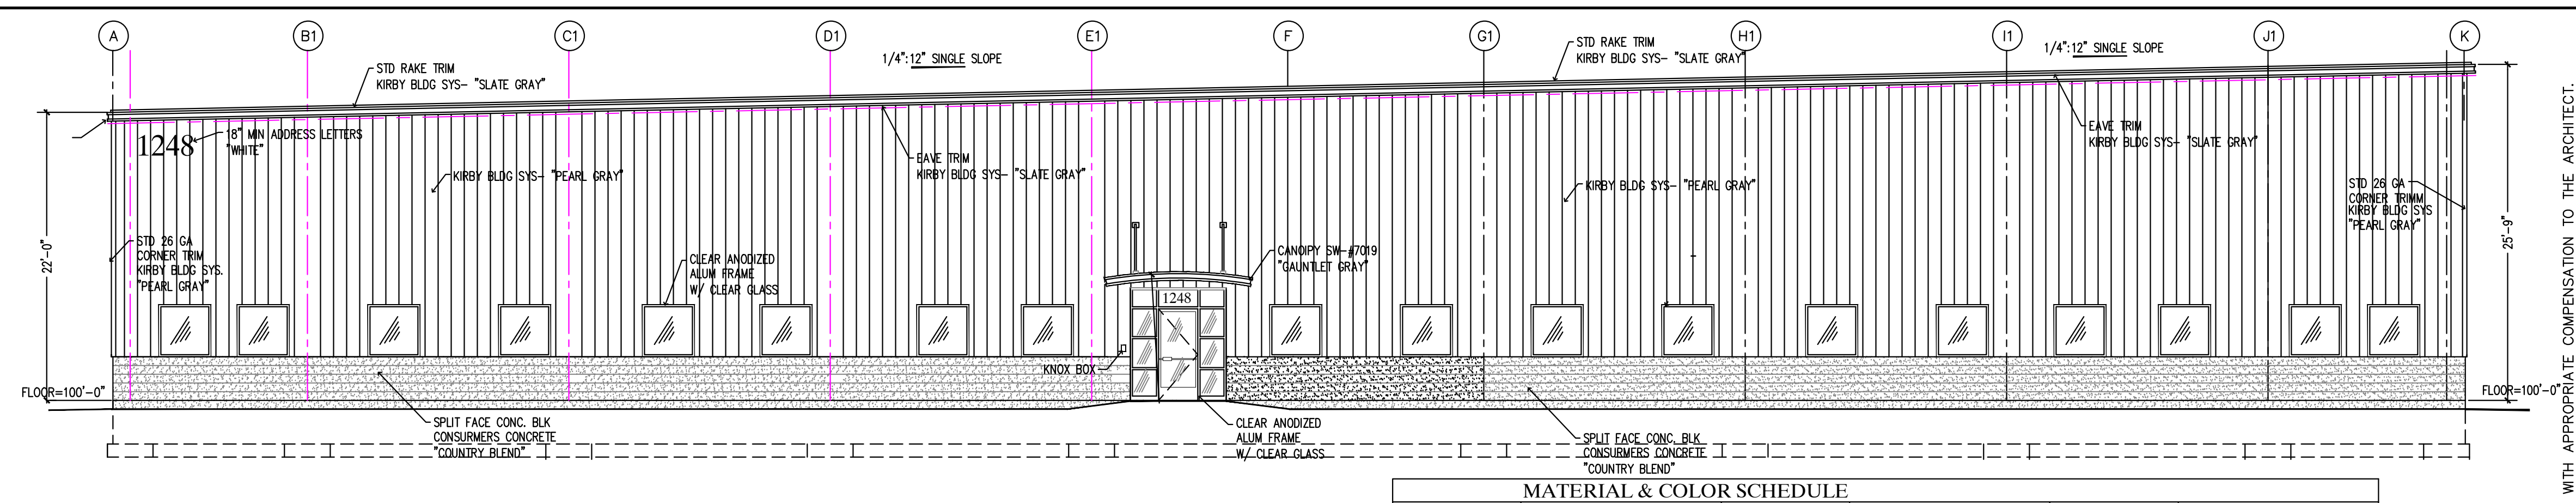 A
B1
C1
D1
E1
F
G1
H1
I1
J1
K
STD RAKE TRIM
KIRBY BLDG SYS- "SLATE GRAY"
1/4":12" SINGLE SLOPE
STD RAKE TRIM
KIRBY BLDG SYS- "SLATE GRAY"
1/4":12" SINGLE SLOPE
1248
18" MIN ADDRESS LETTERS
"WHITE"
KIRBY BLDG SYS- "PEARL GRAY"
EAVE TRIM
KIRBY BLDG SYS- "SLATE GRAY"
KIRBY BLDG SYS- "PEARL GRAY"
EAVE TRIM
KIRBY BLDG SYS- "SLATE GRAY"
STD 26 GA
CORNER TRIMM
KIRBY BLDG SYS
"PEARL GRAY"
22'-0"
25'-9"
STD 26 GA
CORNER TRIM
KIRBY BLDG SYS.
"PEARL GRAY"
CLEAR ANODIZED
ALUM FRAME
W/ CLEAR GLASS
CANOIPY SW-#7019
"GAUNTLET GRAY"
1248
KNOX BOX
FLOOR=100'-0"
FLOOR=100'-0"
SPLIT FACE CONC. BLK
CONSURMERS CONCRETE
"COUNTRY BLEND"
CLEAR ANODIZED
ALUM FRAME
W/ CLEAR GLASS
SPLIT FACE CONC. BLK
CONSURMERS CONCRETE
"COUNTRY BLEND"
MATERIAL & COLOR SCHEDULE
WITH APPROPRIATE COMPENSATION TO THE ARCHITECT.